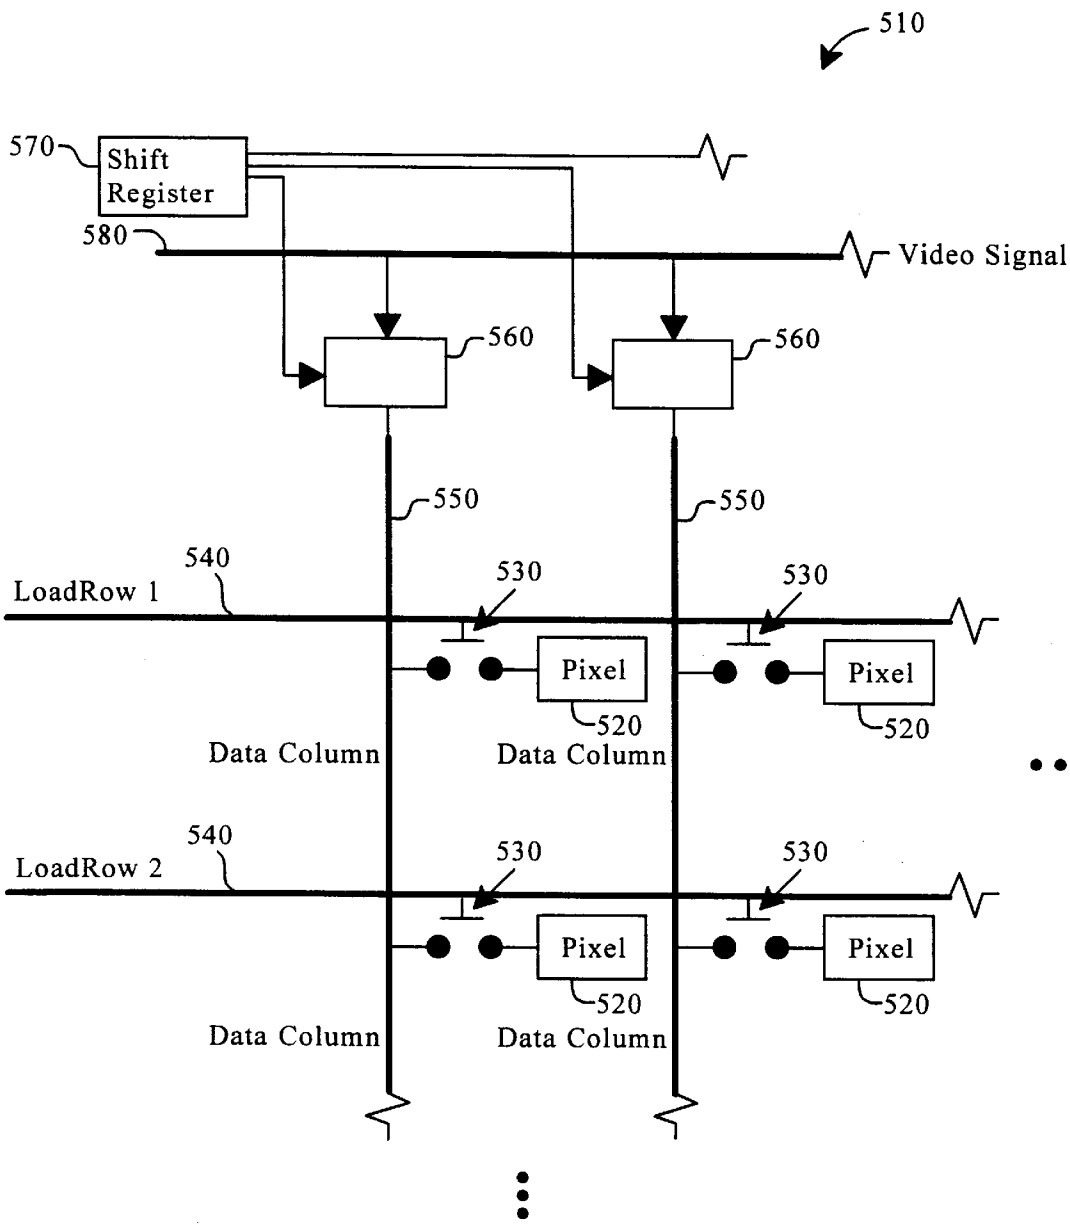 510
570
Shift
Register
580
Video Signal
560
560
550
550
540
530
530
LoadRow 1
Pixel
Pixel
520
520
Data Column
Data Column
540
530
530
LoadRow 2
Pixel
Pixel
520
520
Data Column
Data Column